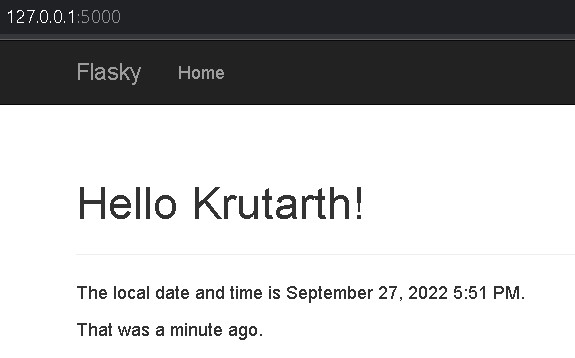 127.0.0.1:5000
Flasky Home
Hello Krutarth!
The local date and time is September 27, 2022 5:51 PM.
That was a minute ago.